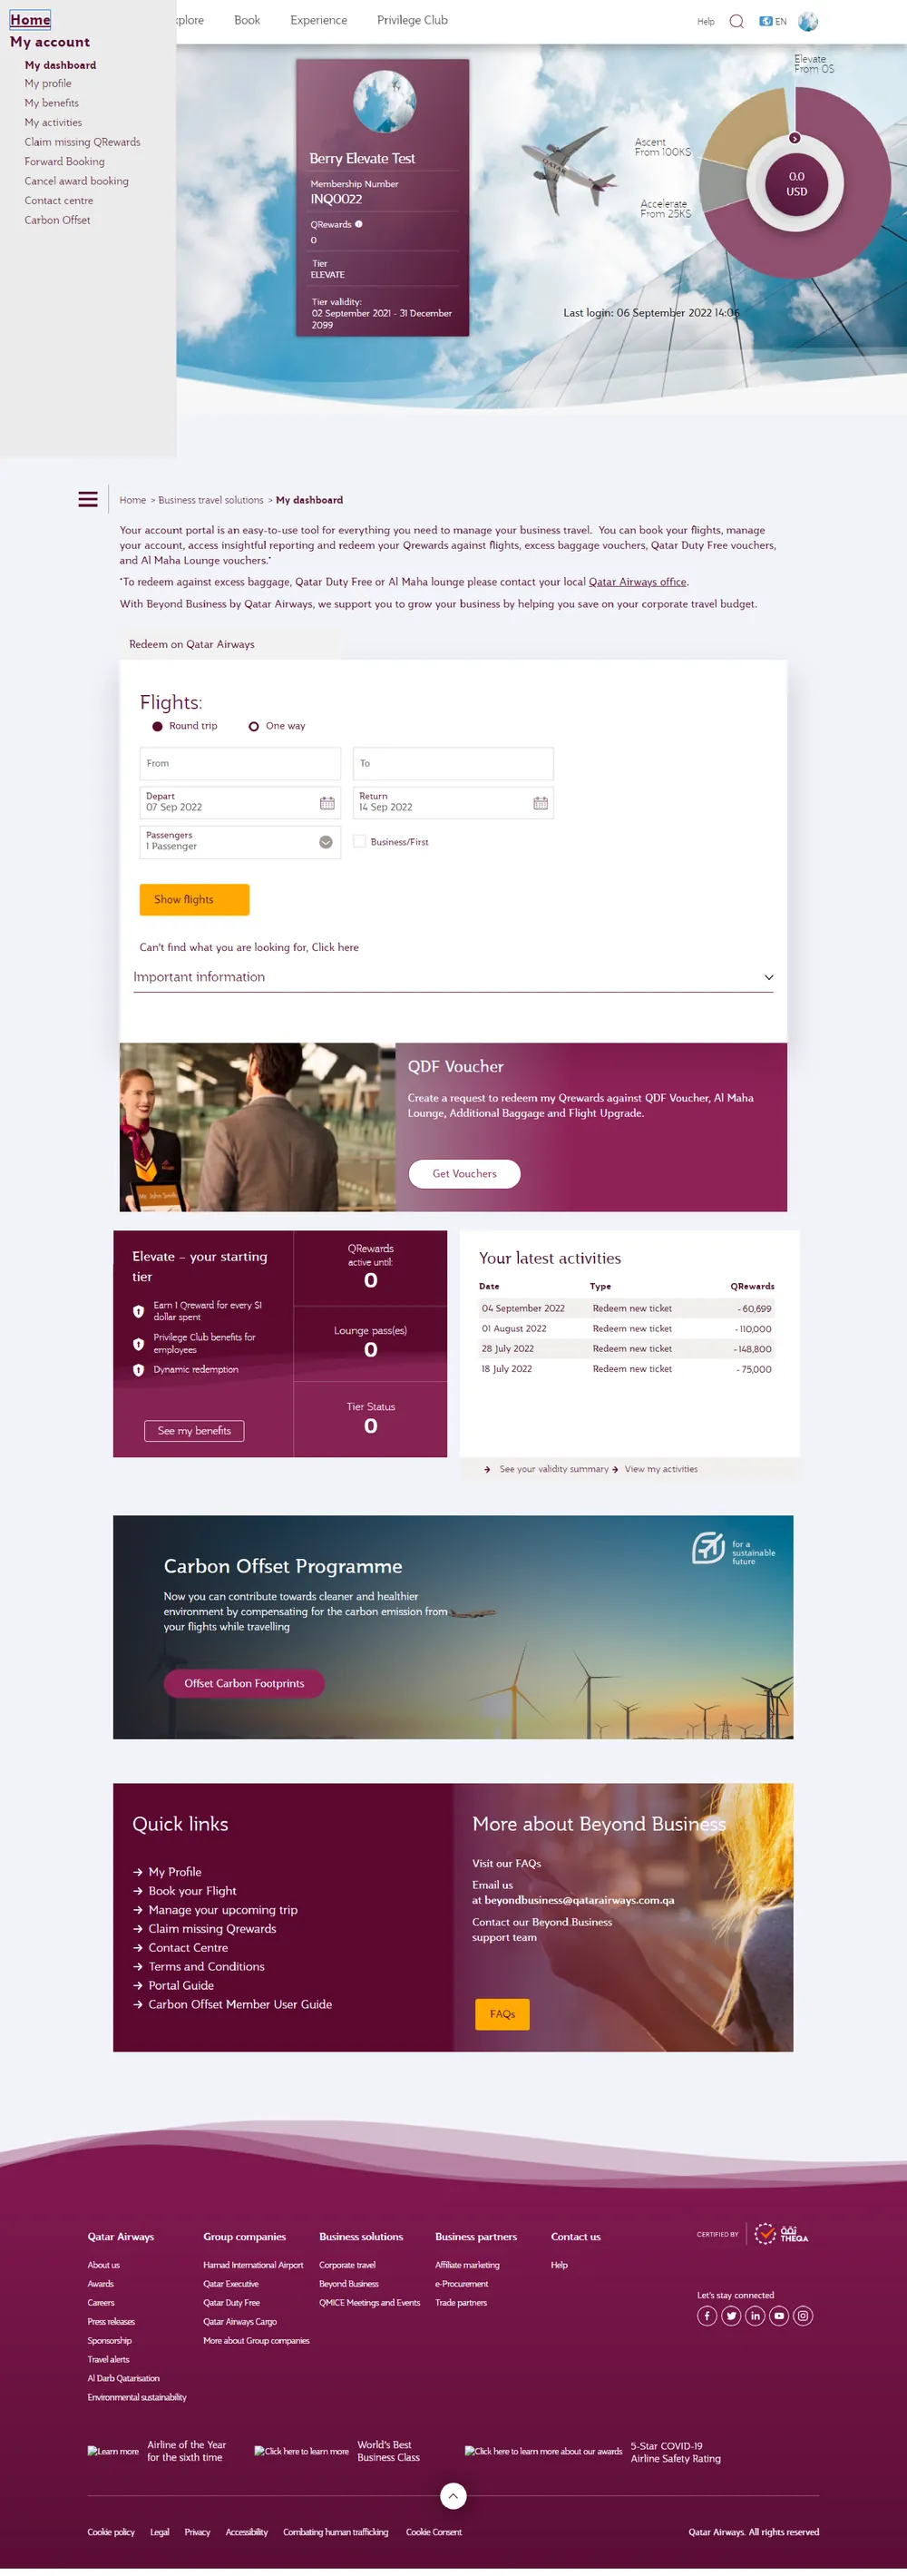 Home
My account
My dashboard
My profile
My benefits
My activities
Claim missing QRewards
Forward Booking
Cancel award booking
Contact centre
Carbon Offset
xplore
Book
Experience
Privilege Club
Help
EN
Berry Elevate Test
Membership Number
INQ0022
QRewards
0
Tier
ELEVATE
Tier validity:
02 September 2021 - 31 December
2099
QATAR
Elevate
From 0$
Ascent
From 100K$
Accelerate
From 25K$
0.0
USD
Last login: 06 September 2022 14:06
Home > Business travel solutions > My dashboard
Your account portal is an easy-to-use tool for everything you need to manage your business travel. You can book your flights, manage
your account, access insightful reporting and redeem your Qrewards against flights, excess baggage vouchers, Qatar Duty Free vouchers,
and Al Maha Lounge vouchers.*
*To redeem against excess baggage, Qatar Duty Free or Al Maha lounge please contact your local Qatar Airways office.
With Beyond Business by Qatar Airways, we support you to grow your business by helping you save on your corporate travel budget.
Redeem on Qatar Airways
Flights:
Round trip
One way
From
To
Depart
07 Sep 2022
Return
14 Sep 2022
Passengers
1 Passenger
Business/First
Show flights
Can't find what you are looking for, Click here
Important information
QDF Voucher
Create a request to redeem my Qrewards against QDF Voucher, Al Maha
Lounge, Additional Baggage and Flight Upgrade.
Get Vouchers
Mr. John Smith
Elevate – your starting
tier
Earn 1 Qreward for every $1
dollar spent
Privilege Club benefits for
employees
Dynamic redemption
See my benefits
QRewards
active until:
0
Lounge pass(es)
0
Tier Status
0
Your latest activities
Date Type QRewards
04 September 2022 Redeem new ticket - 60,699
01 August 2022 Redeem new ticket - 110,000
28 July 2022 Redeem new ticket - 148,800
18 July 2022 Redeem new ticket - 75,000
See your validity summary
View my activities
Carbon Offset Programme
Now you can contribute towards cleaner and healthier
environment by compensating for the carbon emission from
your flights while travelling
Offset Carbon Footprints
for a
sustainable
future
Quick links
My Profile
Book your Flight
Manage your upcoming trip
Claim missing Qrewards
Contact Centre
Terms and Conditions
Portal Guide
Carbon Offset Member User Guide
More about Beyond Business
Visit our FAQs
Email us
at beyondbusiness@qatarairways.com.qa
Contact our Beyond Business
support team
FAQs
Qatar Airways
About us
Awards
Careers
Press releases
Sponsorship
Travel alerts
Al Darb Qatarisation
Environmental sustainability
Group companies
Hamad International Airport
Qatar Executive
Qatar Duty Free
Qatar Airways Cargo
More about Group companies
Business solutions
Corporate travel
Beyond Business
QMICE Meetings and Events
Business partners
Affiliate marketing
e-Procurement
Trade partners
Contact us
Help
CERTIFIED BY
ثقة
THEQA
Let's stay connected
Learn more
Airline of the Year
for the sixth time
Click here to learn more
World's Best
Business Class
Click here to learn more about our awards
5-Star COVID-19
Airline Safety Rating
Cookie policy
Legal
Privacy
Accessibility
Combating human trafficking
Cookie Consent
Qatar Airways. All rights reserved